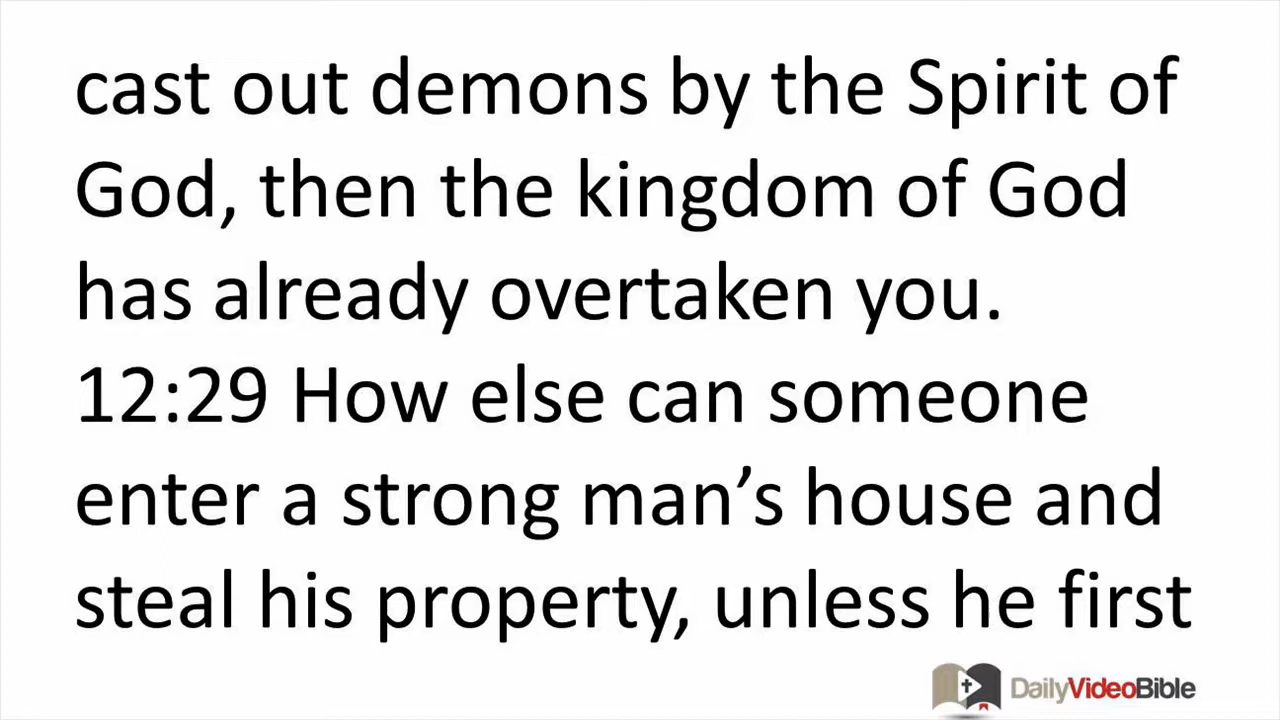 cast out demons by the Spirit of
God, then the kingdom of God
has already overtaken you.
12:29 How else can someone
enter a strong man’s house and
steal his property, unless he first
DailyVideoBible